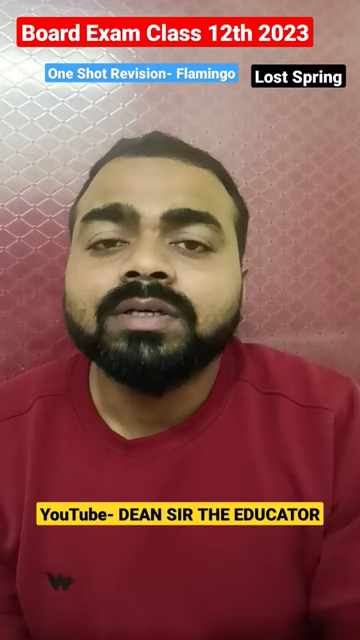 Board Exam Class 12th 2023
One Shot Revision- Flamingo
Lost Spring
YouTube- DEAN SIR THE EDUCATOR
W